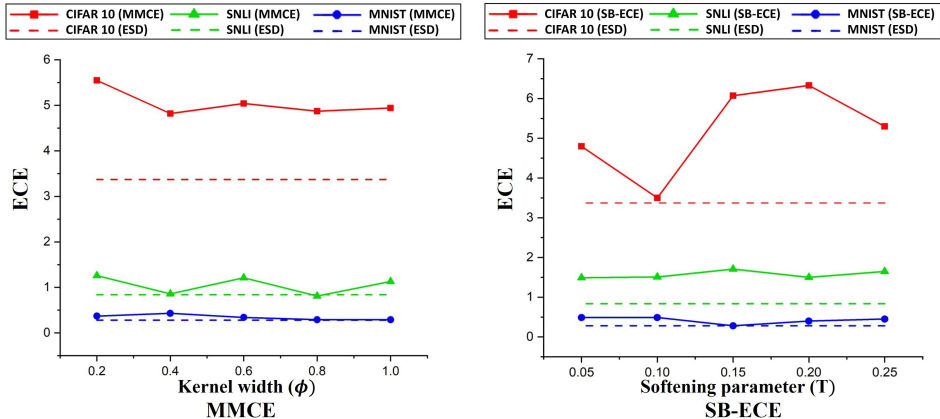 CIFAR 10 (MMCE) SNLI (MMCE) MNIST (MMCE)
CIFAR 10 (ESD) SNLI (ESD) MNIST (ESD)
6
5
4
3
2
1
0
ECE
0.2 0.4 0.6 0.8 1.0
Kernel width (ϕ)
MMCE
CIFAR 10 (SB-ECE) SNLI (SB-ECE) MNIST (SB-ECE)
CIFAR 10 (ESD) SNLI (ESD) MNIST (ESD)
7
6
5
4
3
2
1
0
ECE
0.05 0.10 0.15 0.20 0.25
Softening parameter (T)
SB-ECE